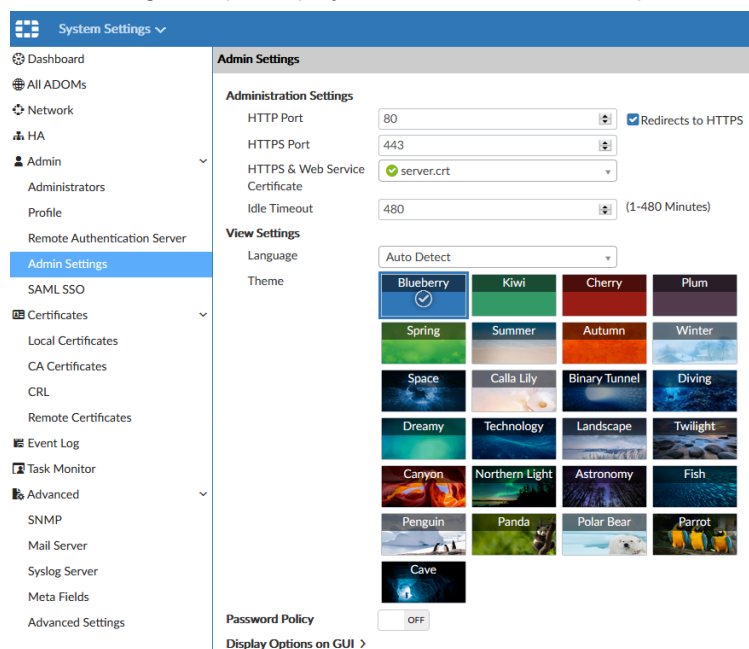 System Settings
Dashboard
All ADOMs
Network
HA
Admin
Administrators
Profile
Remote Authentication Server
Admin Settings
SAML SSO
Certificates
Local Certificates
CA Certificates
CRL
Remote Certificates
Event Log
Task Monitor
Advanced
SNMP
Mail Server
Syslog Server
Meta Fields
Advanced Settings
Admin Settings
Administration Settings
HTTP Port 80 Redirects to HTTPS
HTTPS Port 443
HTTPS & Web Service server.crt
Certificate
Idle Timeout 480 (1-480 Minutes)
View Settings
Language Auto Detect
Theme Blueberry Kiwi Cherry Plum
Spring Summer Autumn Winter
Space Calla Lily Binary Tunnel Diving
Dreamy Technology Landscape Twilight
Canyon Northern Light Astronomy Fish
Penguin Panda Polar Bear Parrot
Cave
Password Policy OFF
Display Options on GUI >